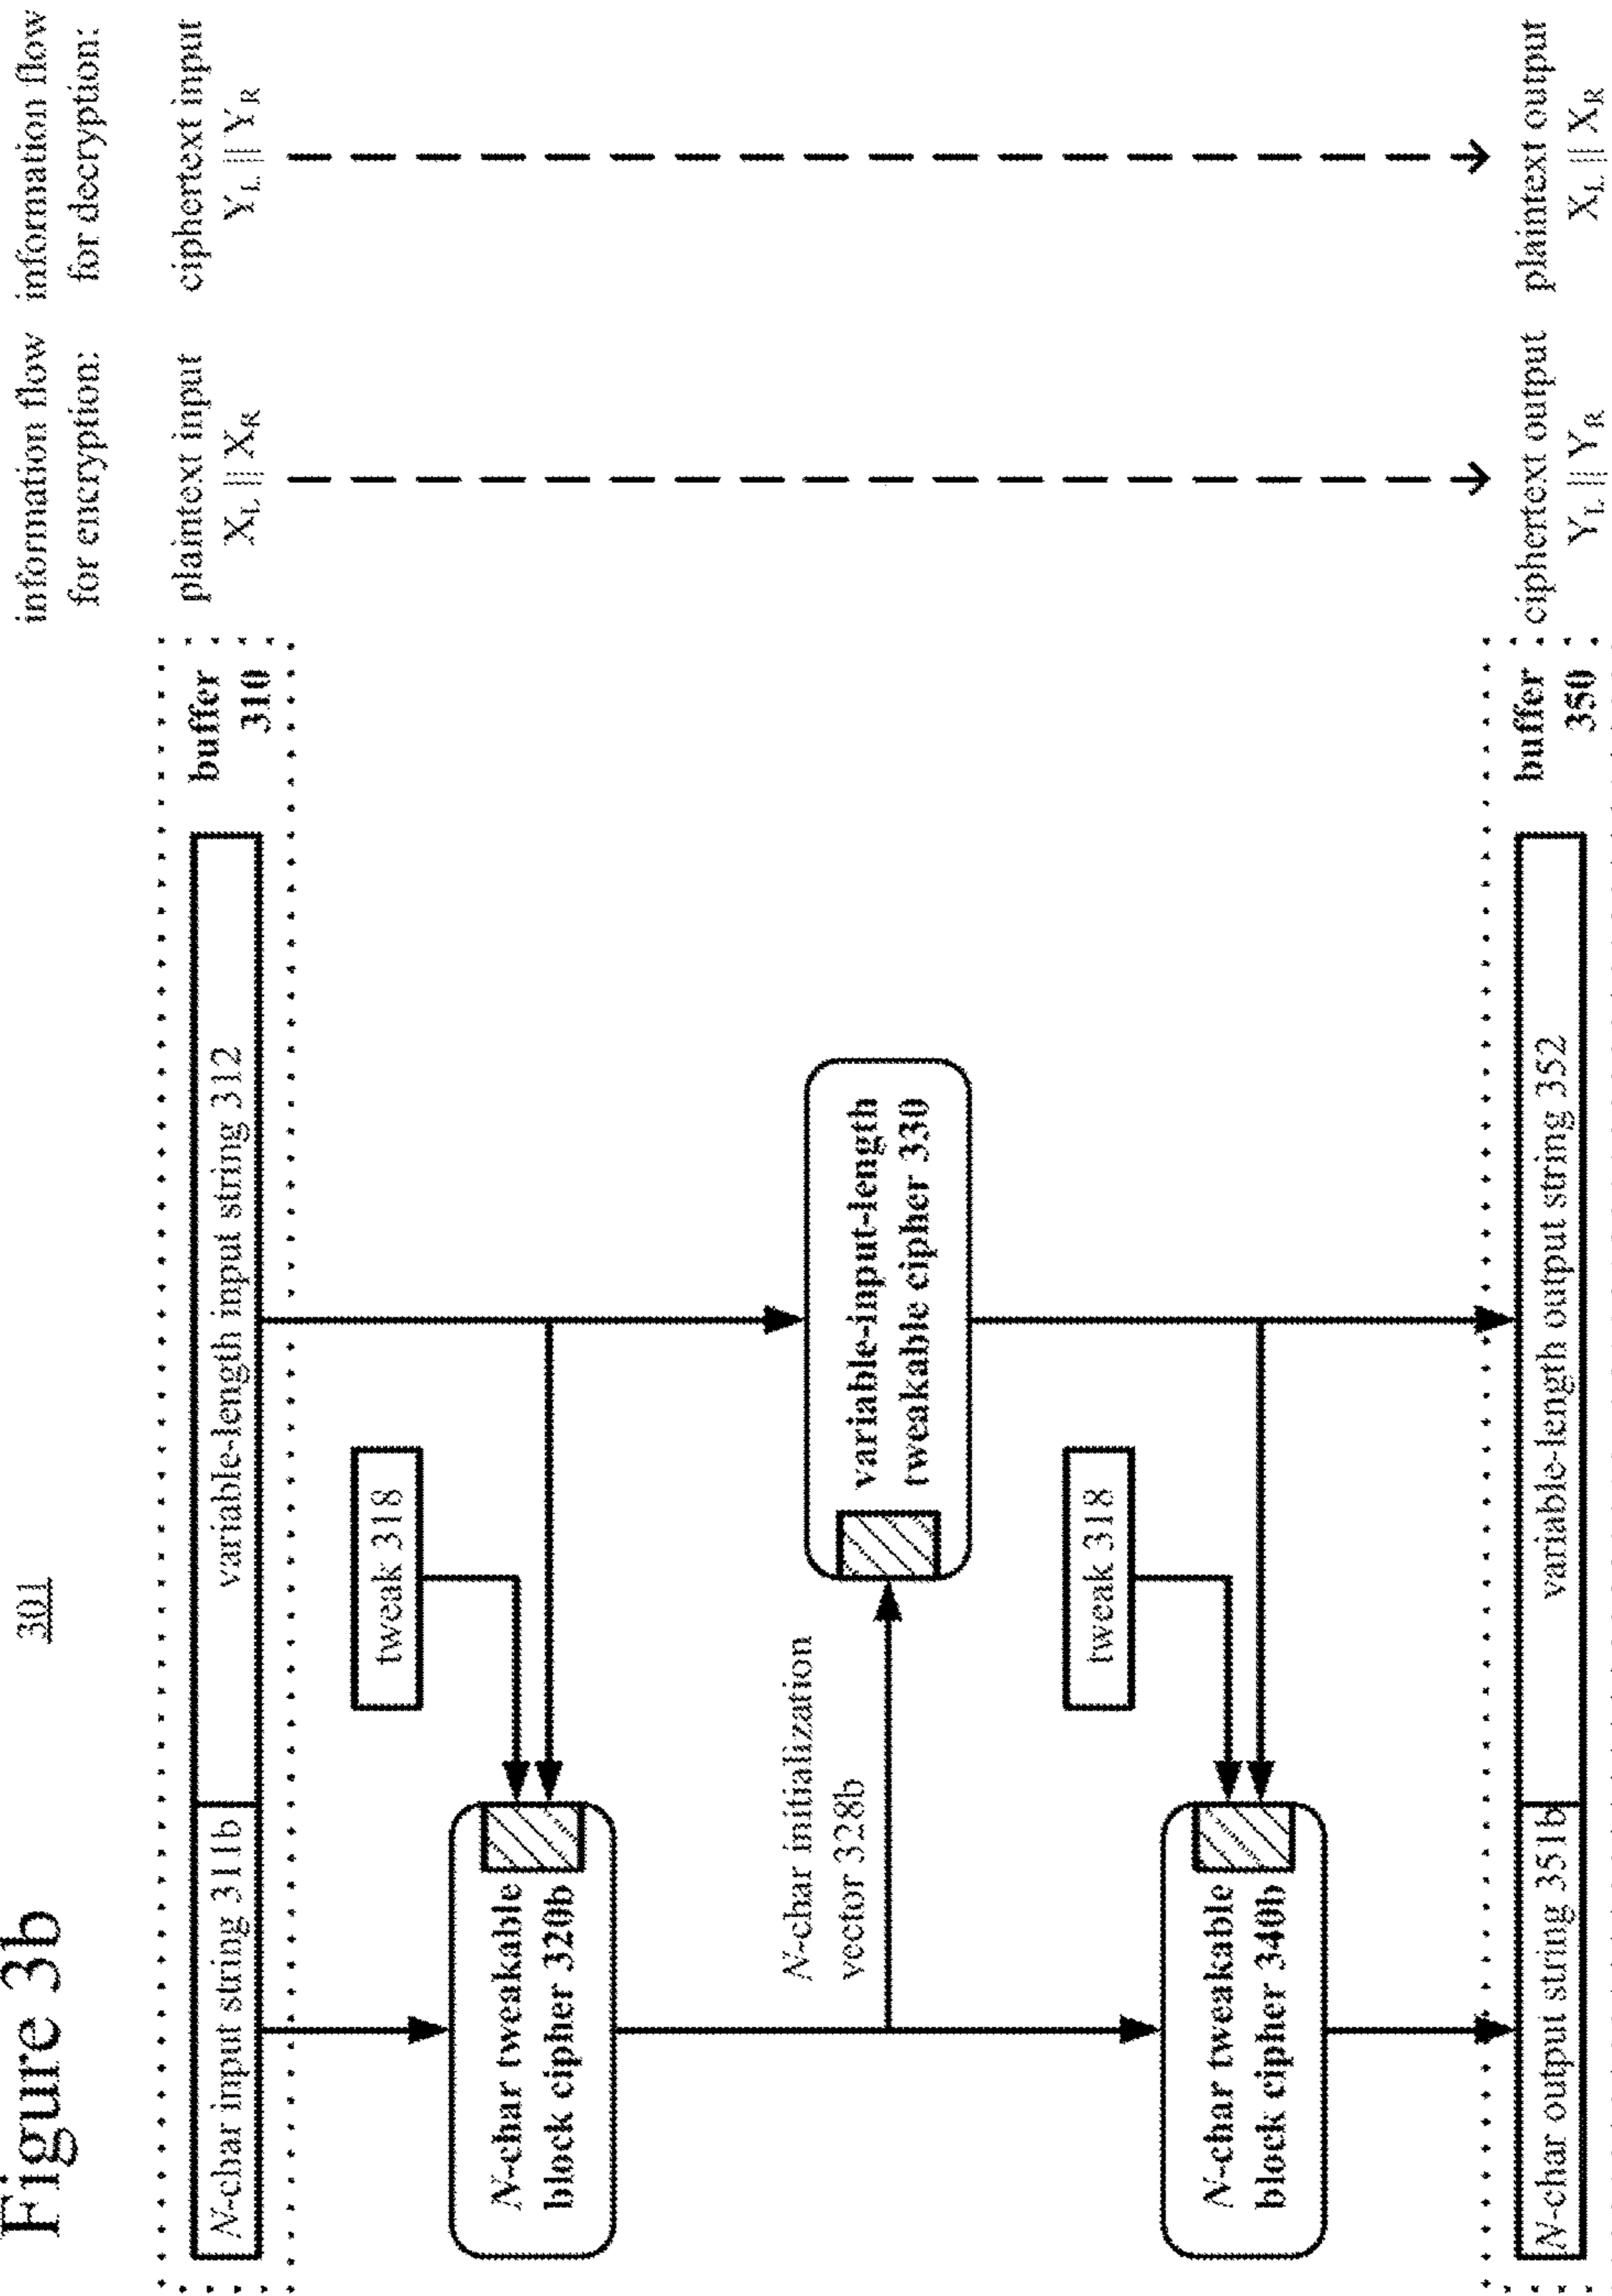 Figure 3b
301
information flow
for encryption:
information flow
for decryption:
N-char input string 311b
variable-length input string 312
buffer
310
plaintext input
X_L ||| X_R
ciphertext input
Y_L ||| Y_R
tweak 318
N-char tweakable
block cipher 320b
N-char initialization
vector 328b
variable-input-length
tweakable cipher 330
tweak 318
N-char tweakable
block cipher 340b
N-char output string 351b
variable-length output string 352
buffer
350
ciphertext output
Y_L ||| Y_R
plaintext output
X_L ||| X_R